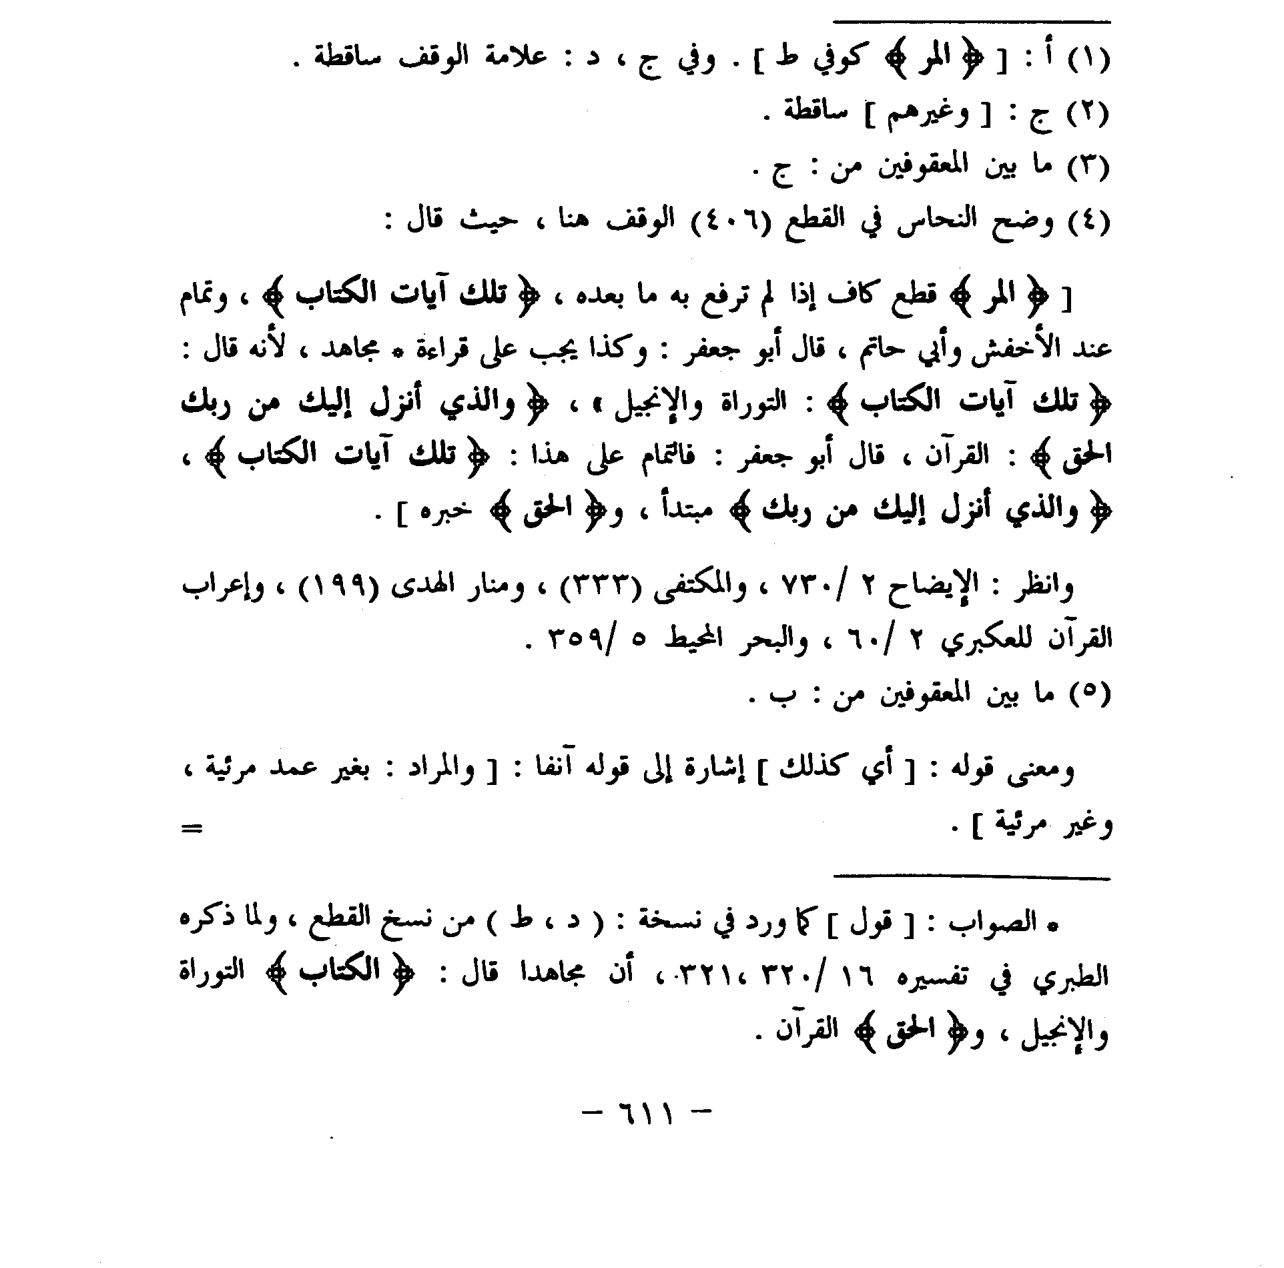 (١) أ : [ ﴿ المر ﴾ كوفي ط ] . وفي ج ، د : علامة الوقف ساقطة .
(٢) ج : [ وغيرهم ] ساقطة .
(٣) ما بين المعقوفين من : ج .
(٤) وضح النحاس في القطع (٤٠٦) الوقف هنا ، حيث قال :
[ ﴿ المر ﴾ قطع كاف إذا لم ترفع به ما بعده ، ﴿ تلك آيات الكتاب ﴾ ، وتمام
عند الأخفش وأبي حاتم ، قال أبو جعفر : وكذا يجب على قراءة * مجاهد ، لأنه قال :
﴿ تلك آيات الكتاب ﴾ : التوراة والإنجيل » ، ﴿ والذي أنزل إليك من ربك
الحق ﴾ : القرآن ، قال أبو جعفر : فالتمام على هذا : ﴿ تلك آيات الكتاب ﴾ ،
﴿ والذي أنزل إليك من ربك ﴾ مبتدأ ، و﴿ الحق ﴾ خبره ] .
وانظر : الإيضاح ٢ /٧٣٠ ، والمكتفى (٣٣٣) ، ومنار الهدى (١٩٩) ، وإعراب
القرآن للعكبري ٢ /٦٠ ، والبحر المحيط ٥ /٣٥٩ .
(٥) ما بين المعقوفين من : ب .
ومعنى قوله : [ أي كذلك ] إشارة إلى قوله آنفا : [ والمراد : بغير عمد مرئية ،
وغير مرئية ] . =
* الصواب : [ قول ] كما ورد في نسخة : ( د ، ط ) من نسخ القطع ، ولما ذكره
الطبري في تفسيره ١٦ /٣٢٠ ،٣٢١ ، أن مجاهدا قال : ﴿ الكتاب ﴾ التوراة
والإنجيل ، و﴿ الحق ﴾ القرآن .
– ٦١١ –